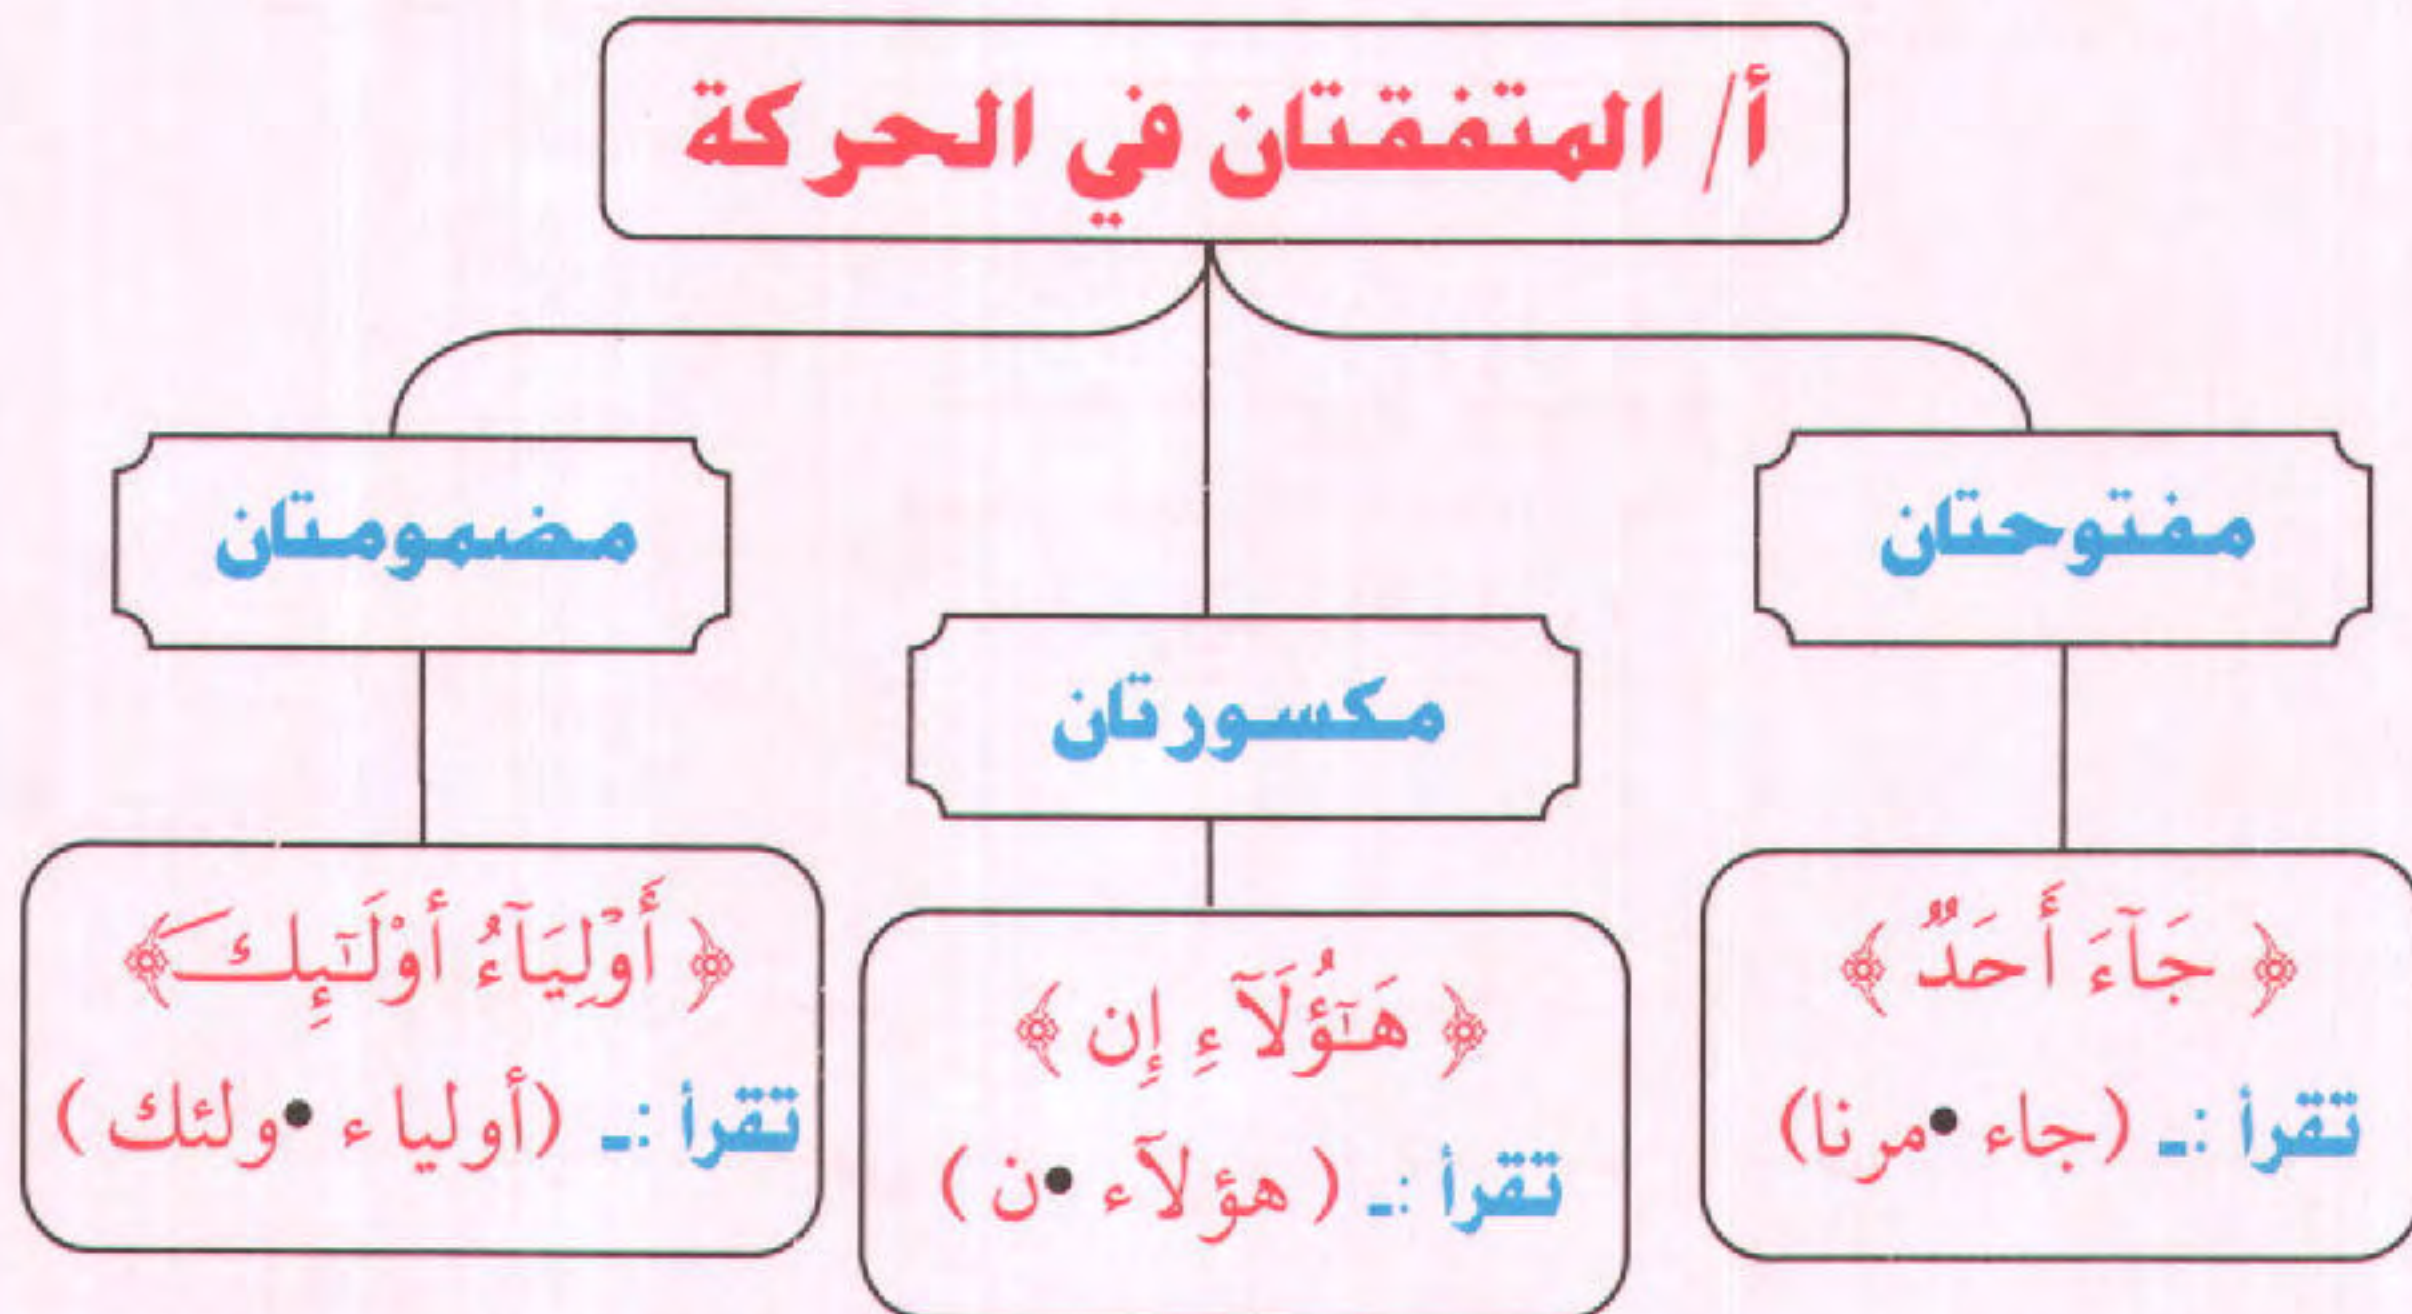 أ/ المتفقتان في الحركة
مفتوحتان
﴿ جَآءَ أَحَدٌ ﴾
تقرأ :ـ (جاء •مرنا)
مكسورتان
﴿ هَـٰٓؤُلَآءِ إِن ﴾
تقرأ :ـ ( هؤلآء •ن )
مضمومتان
﴿ أَوْلِيَآءُ أُوْلَـٰٓئِكَ ﴾
تقرأ :ـ (أولياء •ولئك )